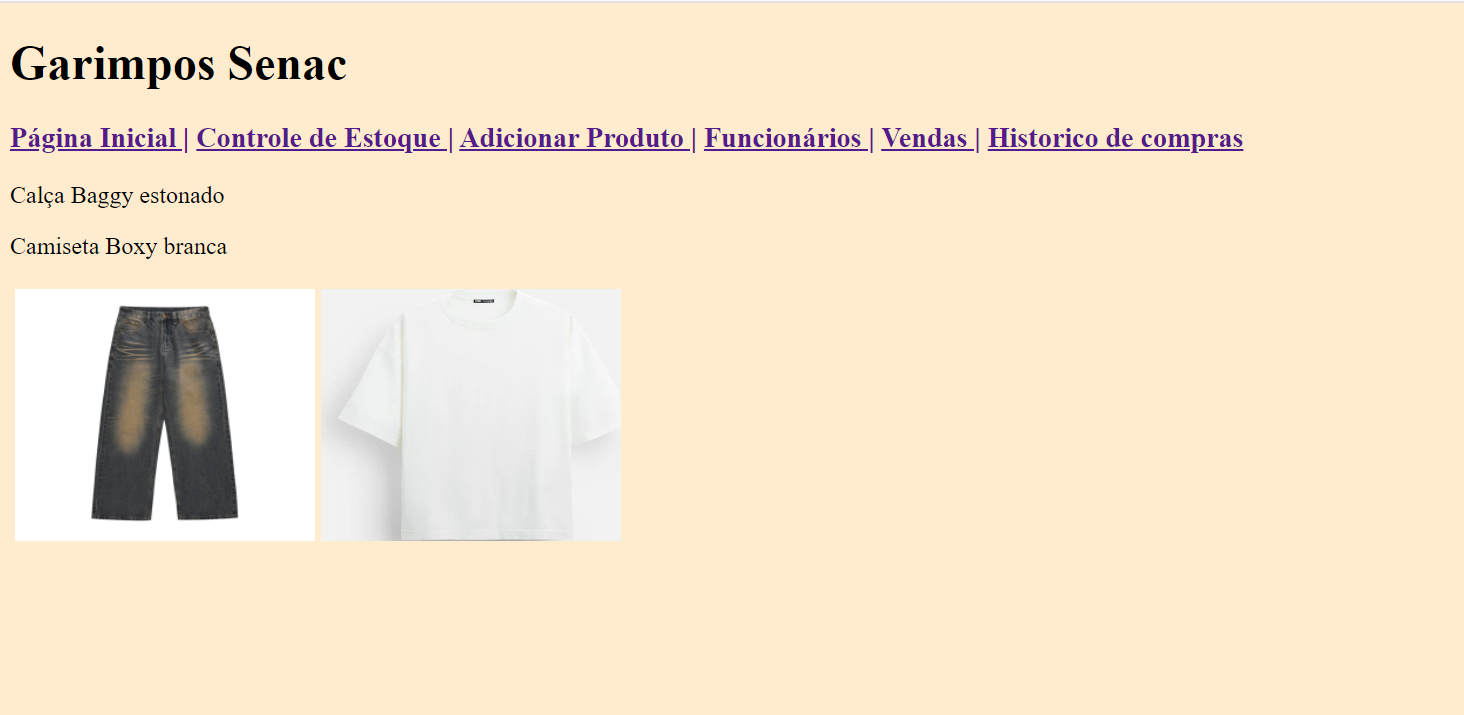 Garimpos Senac
Página Inicial | Controle de Estoque | Adicionar Produto | Funcionários | Vendas | Historico de compras
Calça Baggy estonado
Camiseta Boxy branca